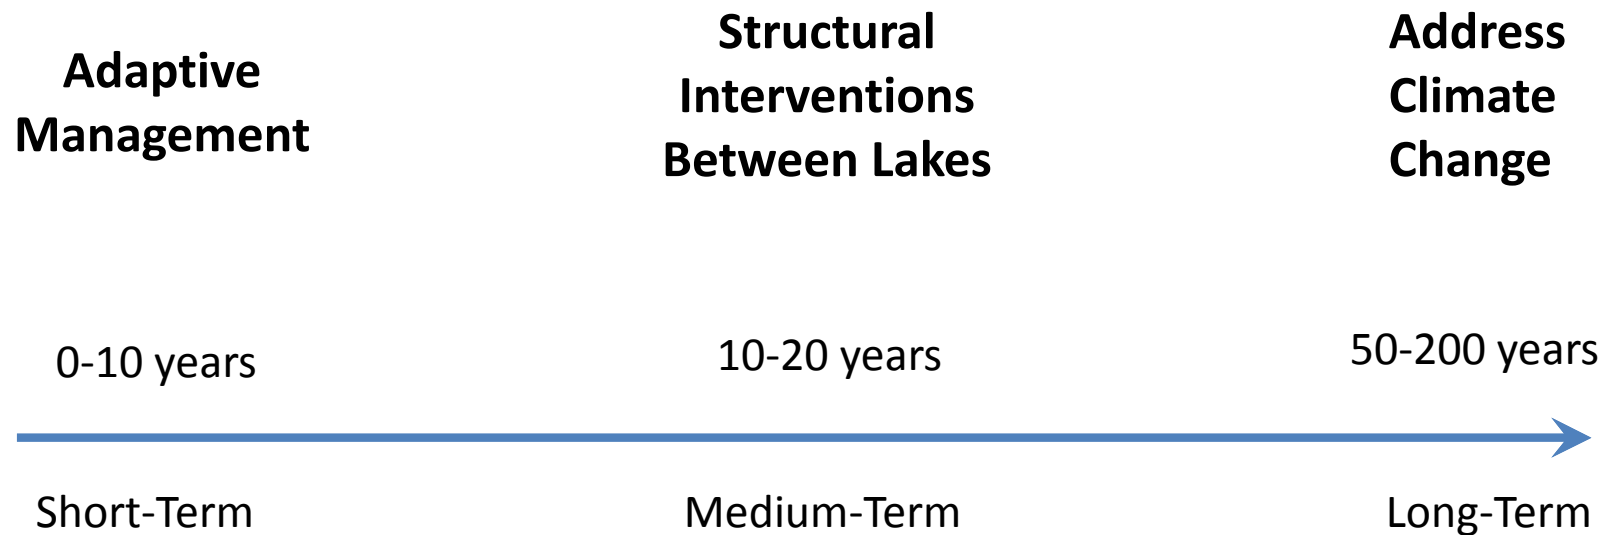 Adaptive
Management
Structural
Interventions
Between Lakes
Address
Climate
Change
0-10 years
10-20 years
50-200 years
Short-Term
Medium-Term
Long-Term